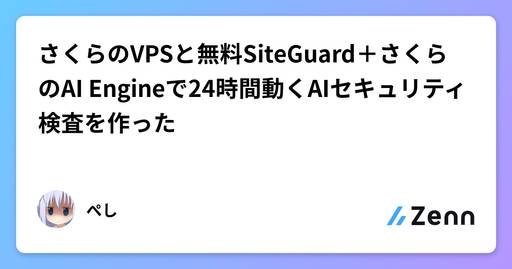 さくらのVPSと無料SiteGuard＋さくら
のAI Engineで24時間動くAIセキュリティ
検査を作った
ぺし
Zenn